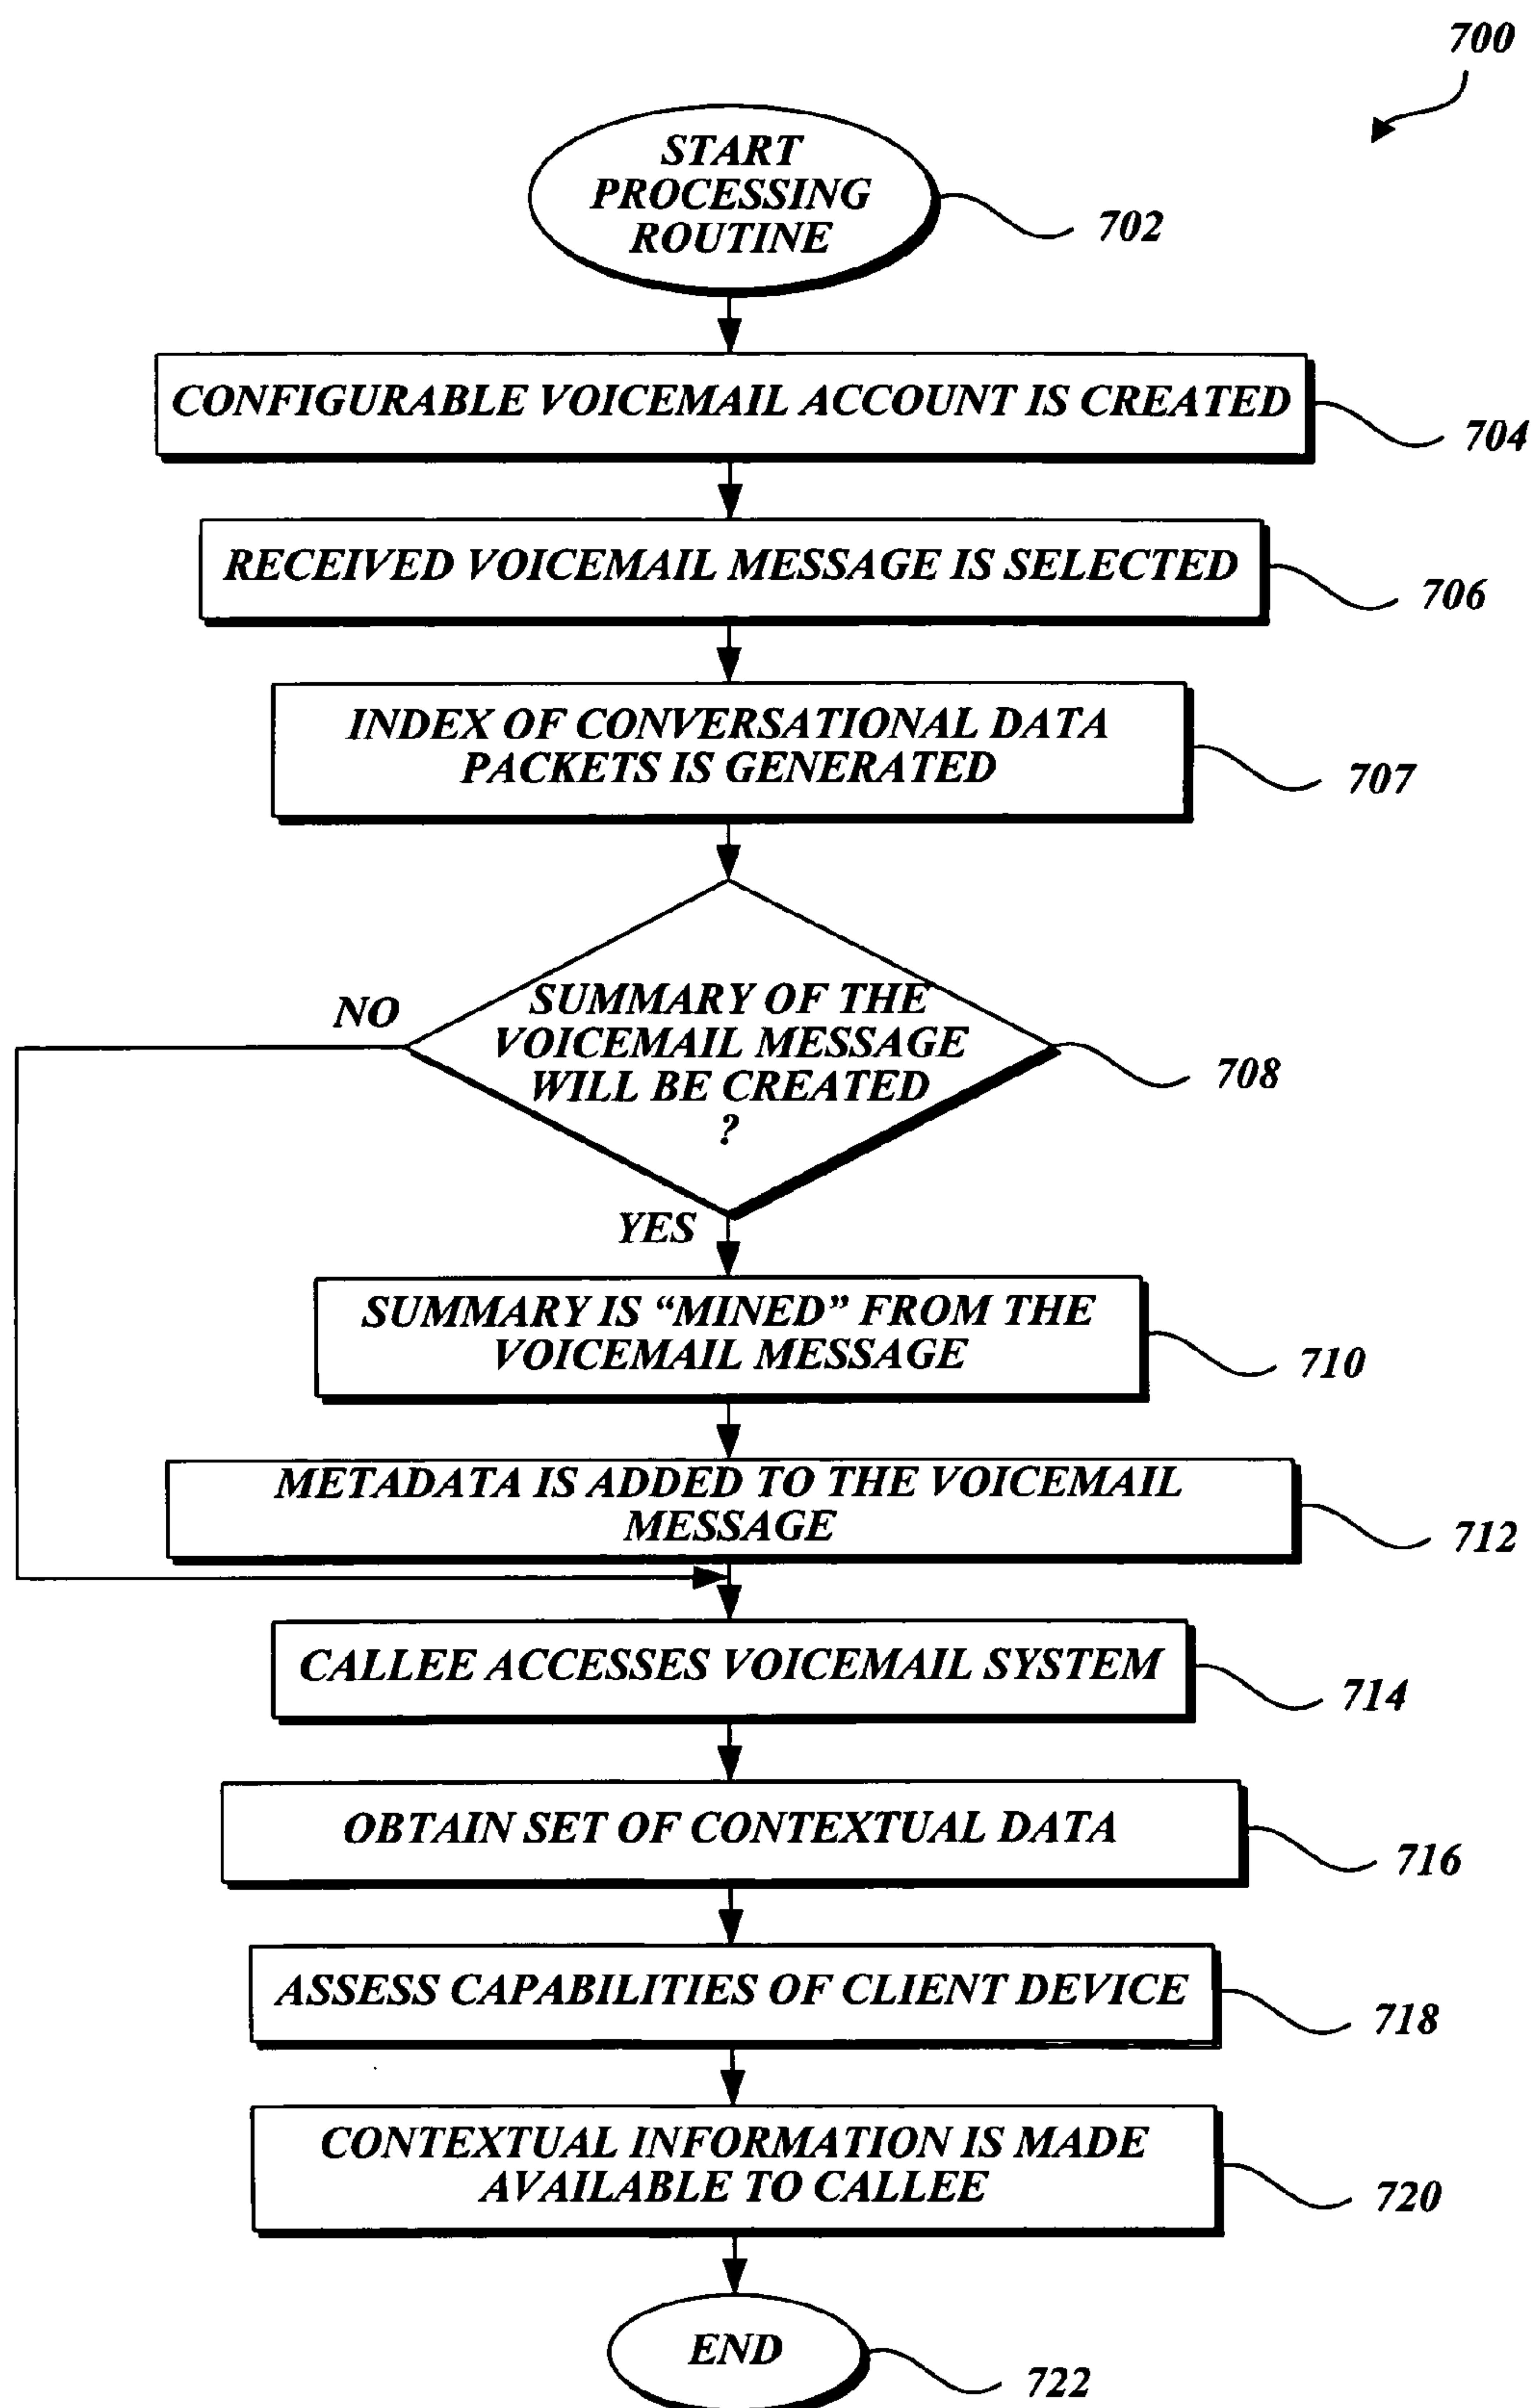 700
START
PROCESSING
ROUTINE
702
CONFIGURABLE VOICEMAIL ACCOUNT IS CREATED
704
RECEIVED VOICEMAIL MESSAGE IS SELECTED
706
INDEX OF CONVERSATIONAL DATA
PACKETS IS GENERATED
707
NO
SUMMARY OF THE
VOICEMAIL MESSAGE
WILL BE CREATED
?
708
YES
SUMMARY IS “MINED” FROM THE
VOICEMAIL MESSAGE
710
METADATA IS ADDED TO THE VOICEMAIL
MESSAGE
712
CALLEE ACCESSES VOICEMAIL SYSTEM
714
OBTAIN SET OF CONTEXTUAL DATA
716
ASSESS CAPABILITIES OF CLIENT DEVICE
718
CONTEXTUAL INFORMATION IS MADE
AVAILABLE TO CALLEE
720
END
722